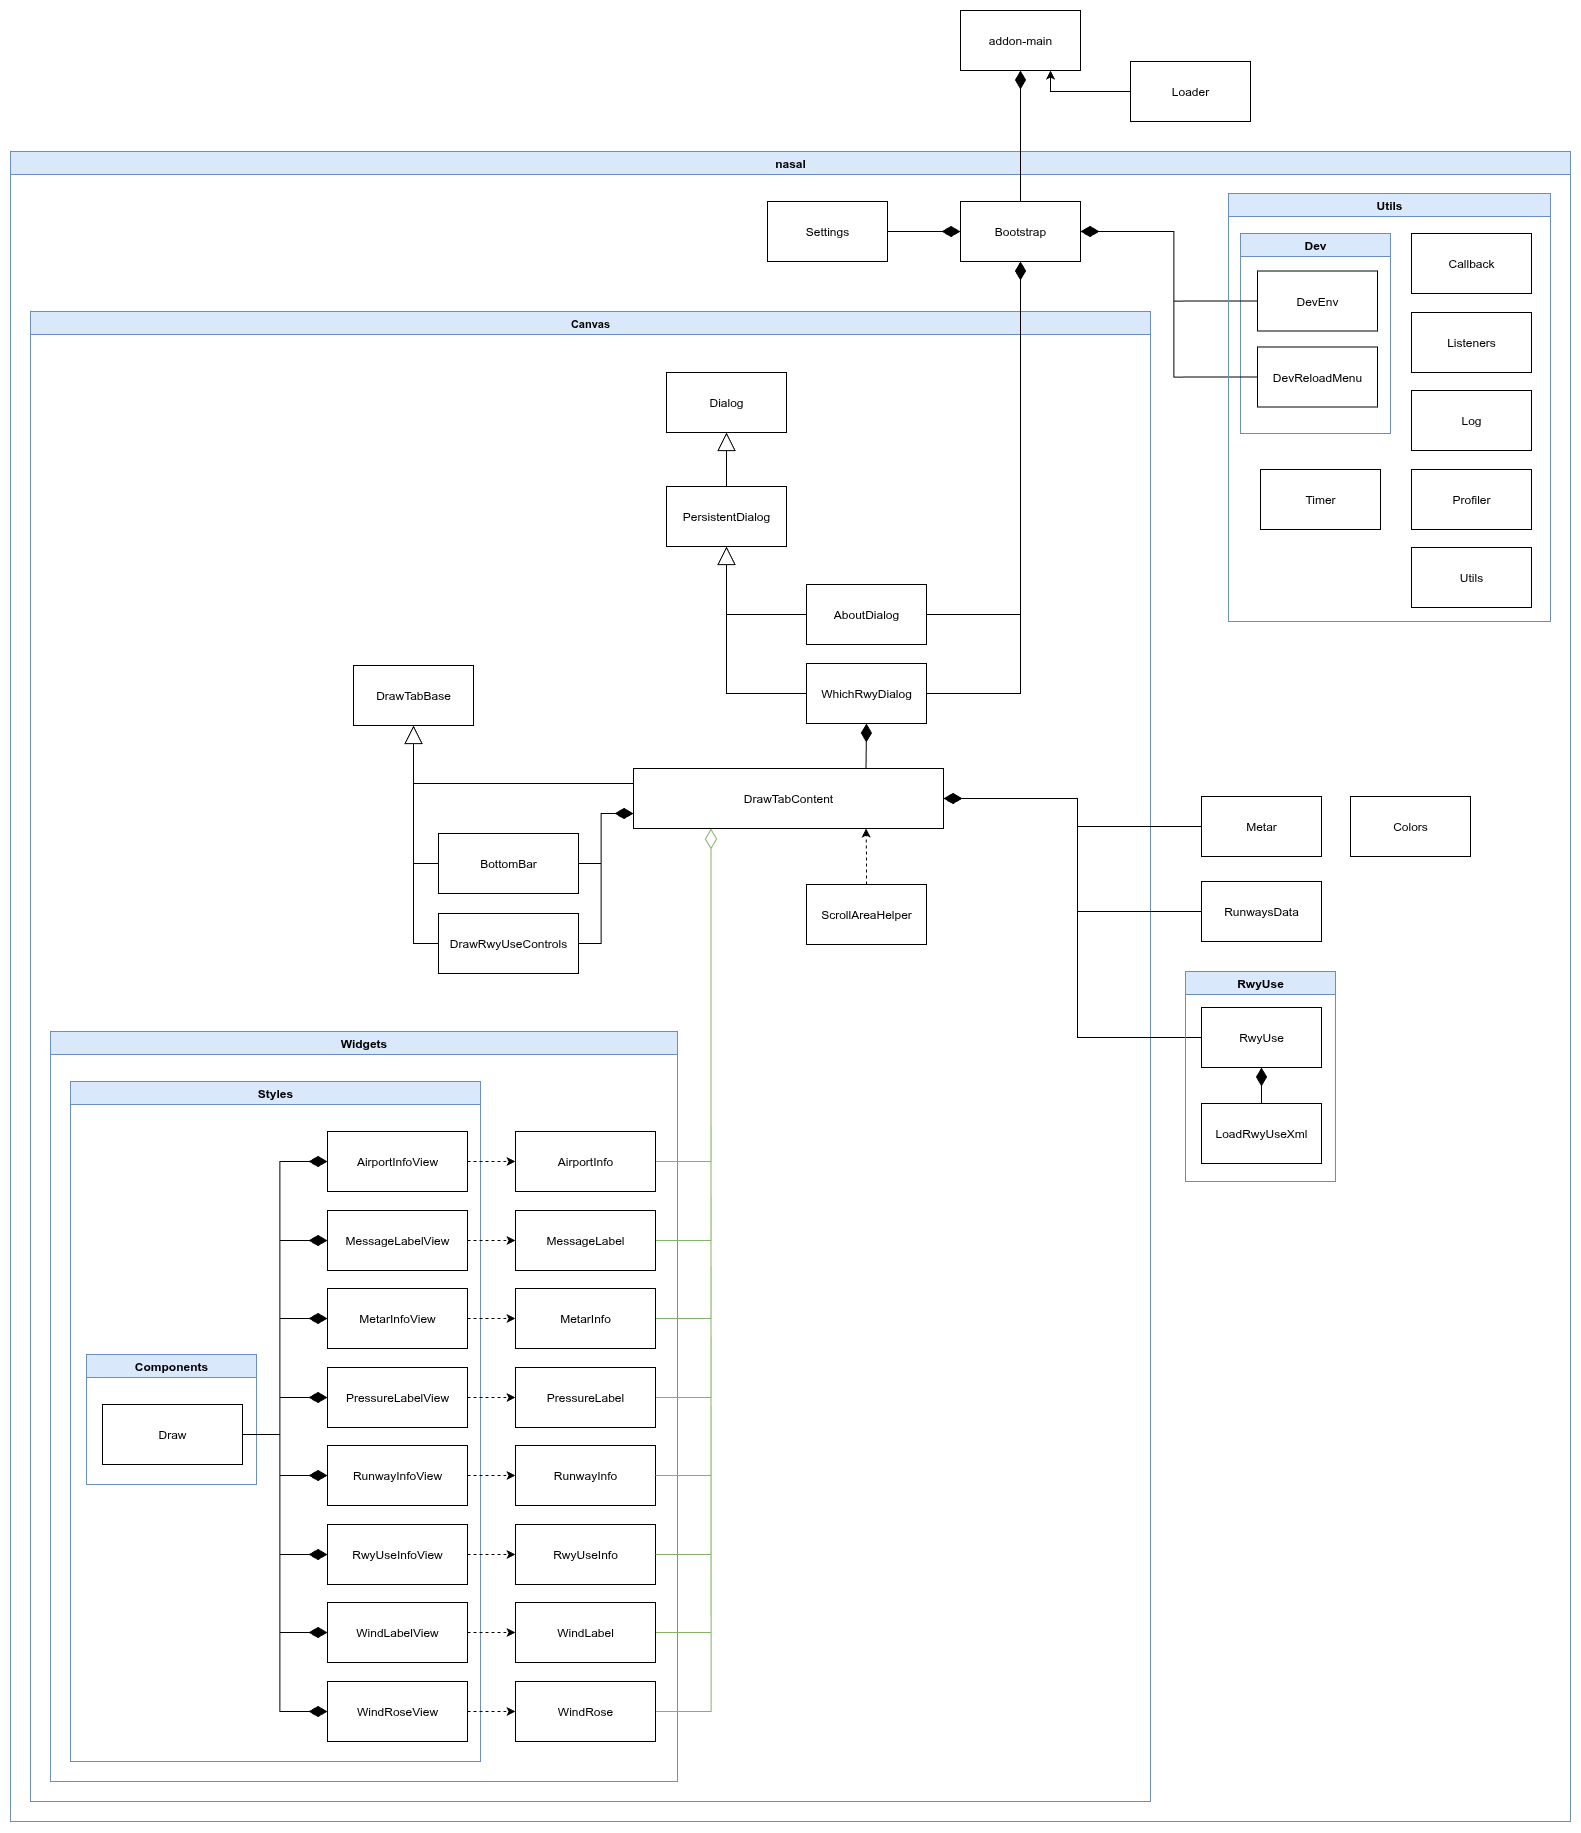 addon-main
Loader
nasal
Utils
Settings
Bootstrap
Dev
Callback
DevEnv
Canvas
Listeners
DevReloadMenu
Dialog
Log
Timer
Profiler
PersistentDialog
Utils
AboutDialog
WhichRwyDialog
DrawTabBase
DrawTabContent
Metar
Colors
BottomBar
ScrollAreaHelper
RunwaysData
DrawRwyUseControls
RwyUse
RwyUse
Widgets
Styles
LoadRwyUseXml
AirportInfoView
AirportInfo
MessageLabelView
MessageLabel
MetarInfoView
MetarInfo
Components
PressureLabelView
PressureLabel
Draw
RunwayInfoView
RunwayInfo
RwyUseInfoView
RwyUseInfo
WindLabelView
WindLabel
WindRoseView
WindRose